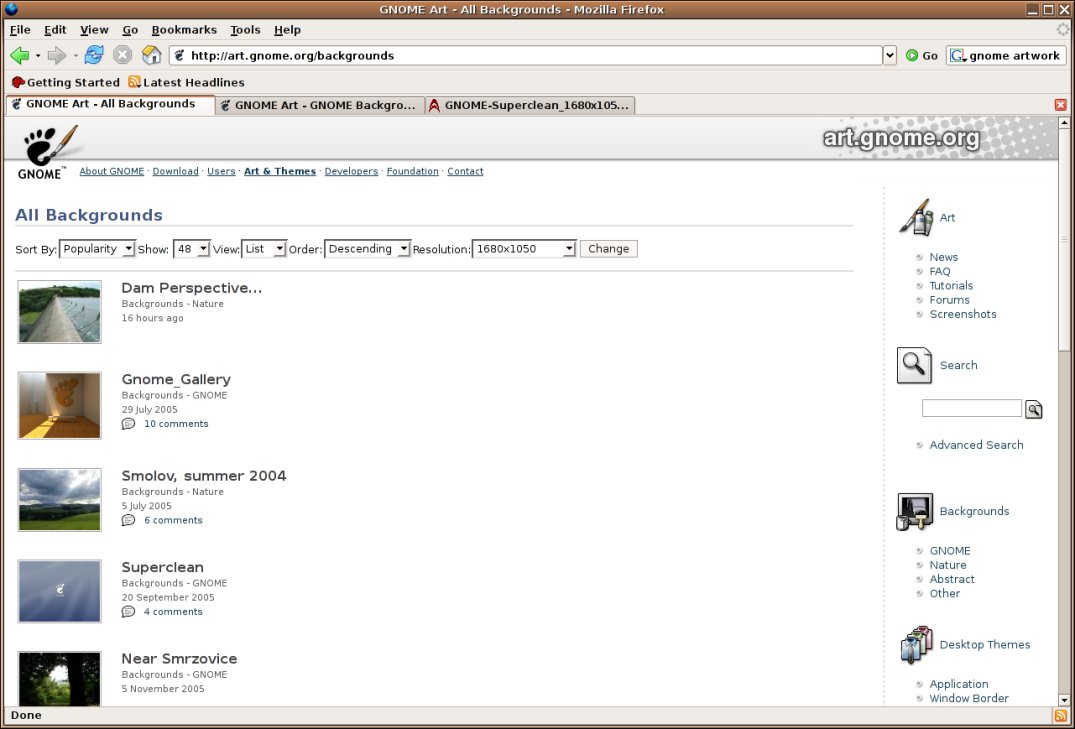 GNOME Art - All Backgrounds - Mozilla Firefox
File Edit View Go Bookmarks Tools Help
http://art.gnome.org/backgrounds Go gnome artwork
Getting Started Latest Headlines
GNOME Art - All Backgrounds GNOME Art - GNOME Backgro... GNOME-Superclean_1680x105...
art.gnome.org
GNOME™ About GNOME · Download · Users · Art & Themes · Developers · Foundation · Contact
All Backgrounds
Sort By: Popularity Show: 48 View: List Order: Descending Resolution: 1680x1050 Change
Dam Perspective...
Backgrounds - Nature
16 hours ago
Gnome_Gallery
Backgrounds - GNOME
29 July 2005
10 comments
Smolov, summer 2004
Backgrounds - Nature
5 July 2005
6 comments
Superclean
Backgrounds - GNOME
20 September 2005
4 comments
Near Smrzovice
Backgrounds - GNOME
5 November 2005
Art
News
FAQ
Tutorials
Forums
Screenshots
Search
Advanced Search
Backgrounds
GNOME
Nature
Abstract
Other
Desktop Themes
Application
Window Border
Done